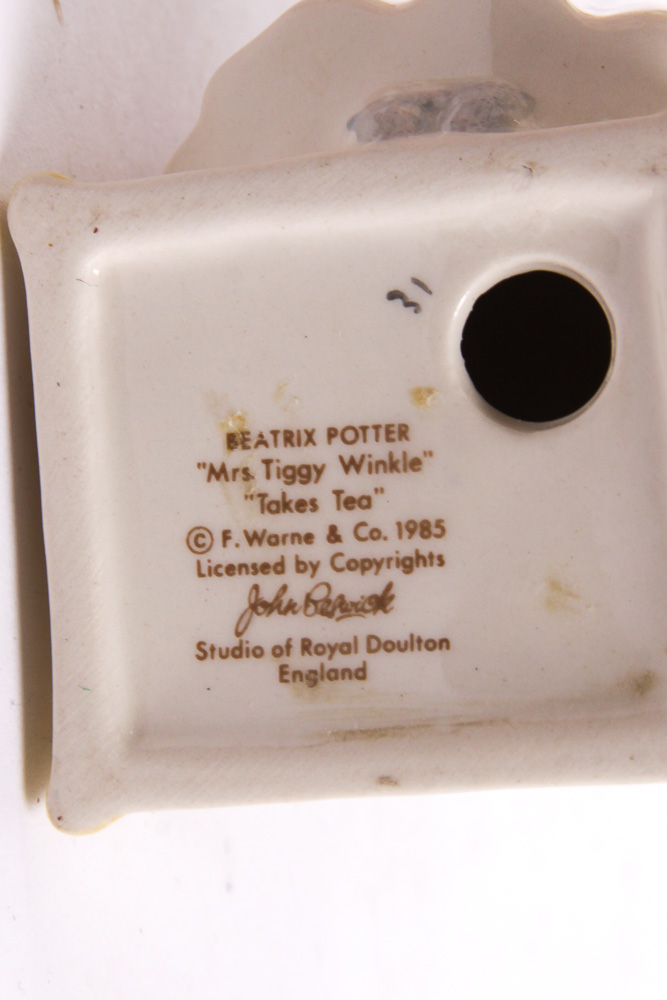 31
BEATRIX POTTER
"Mrs. Tiggy Winkle"
"Takes Tea"
© F. Warne & Co. 1985
Licensed by Copyrights
John Beswick
Studio of Royal Doulton
England